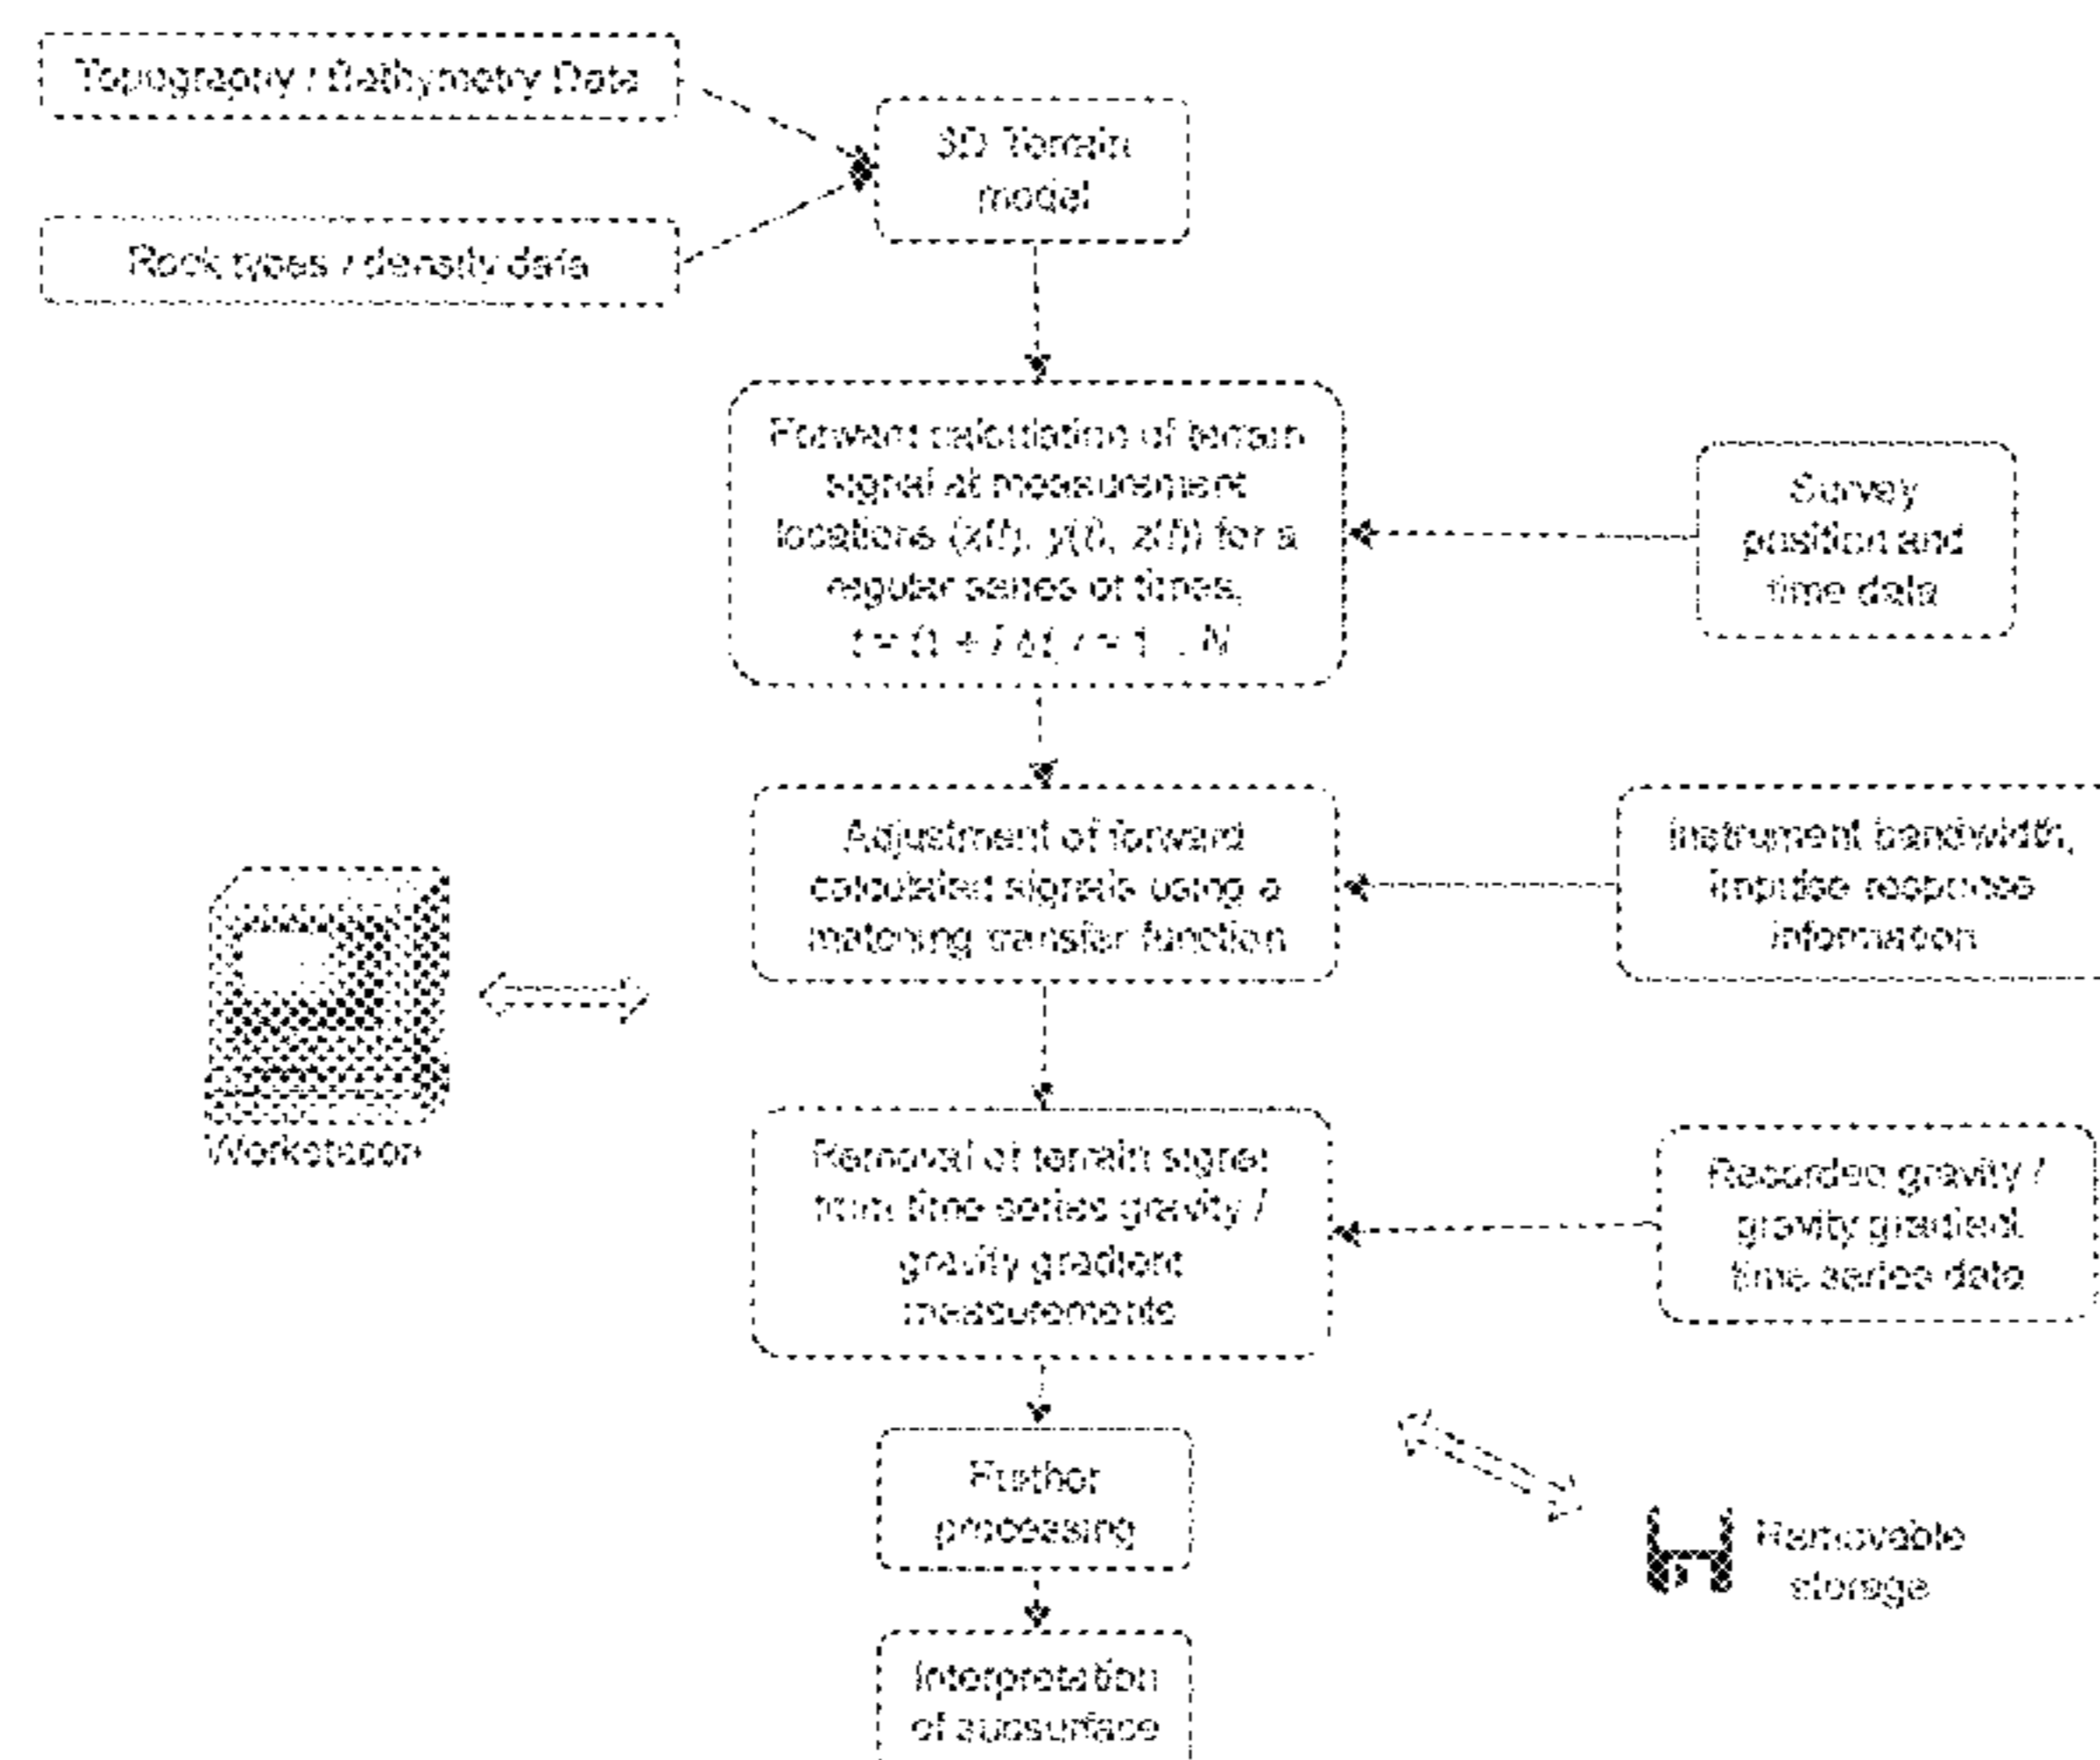 Topography / Bathymetry Data
3D Terrain
model
Rock types / density data
Forward calculation of terrain
signal at measurement
locations (x(t), y(t), z(t)) for a
regular series of times,
Survey
position and
time data
Adjustment of forward
calculated signals using a
matching transfer function
Instrument bandwidth,
impulse response
information
Workstation
Removal of terrain signal
from time series gravity /
gravity gradient
measurements
Recorded gravity /
gravity gradient
time series data
Further
processing
Removable
storage
Interpretation
of subsurface